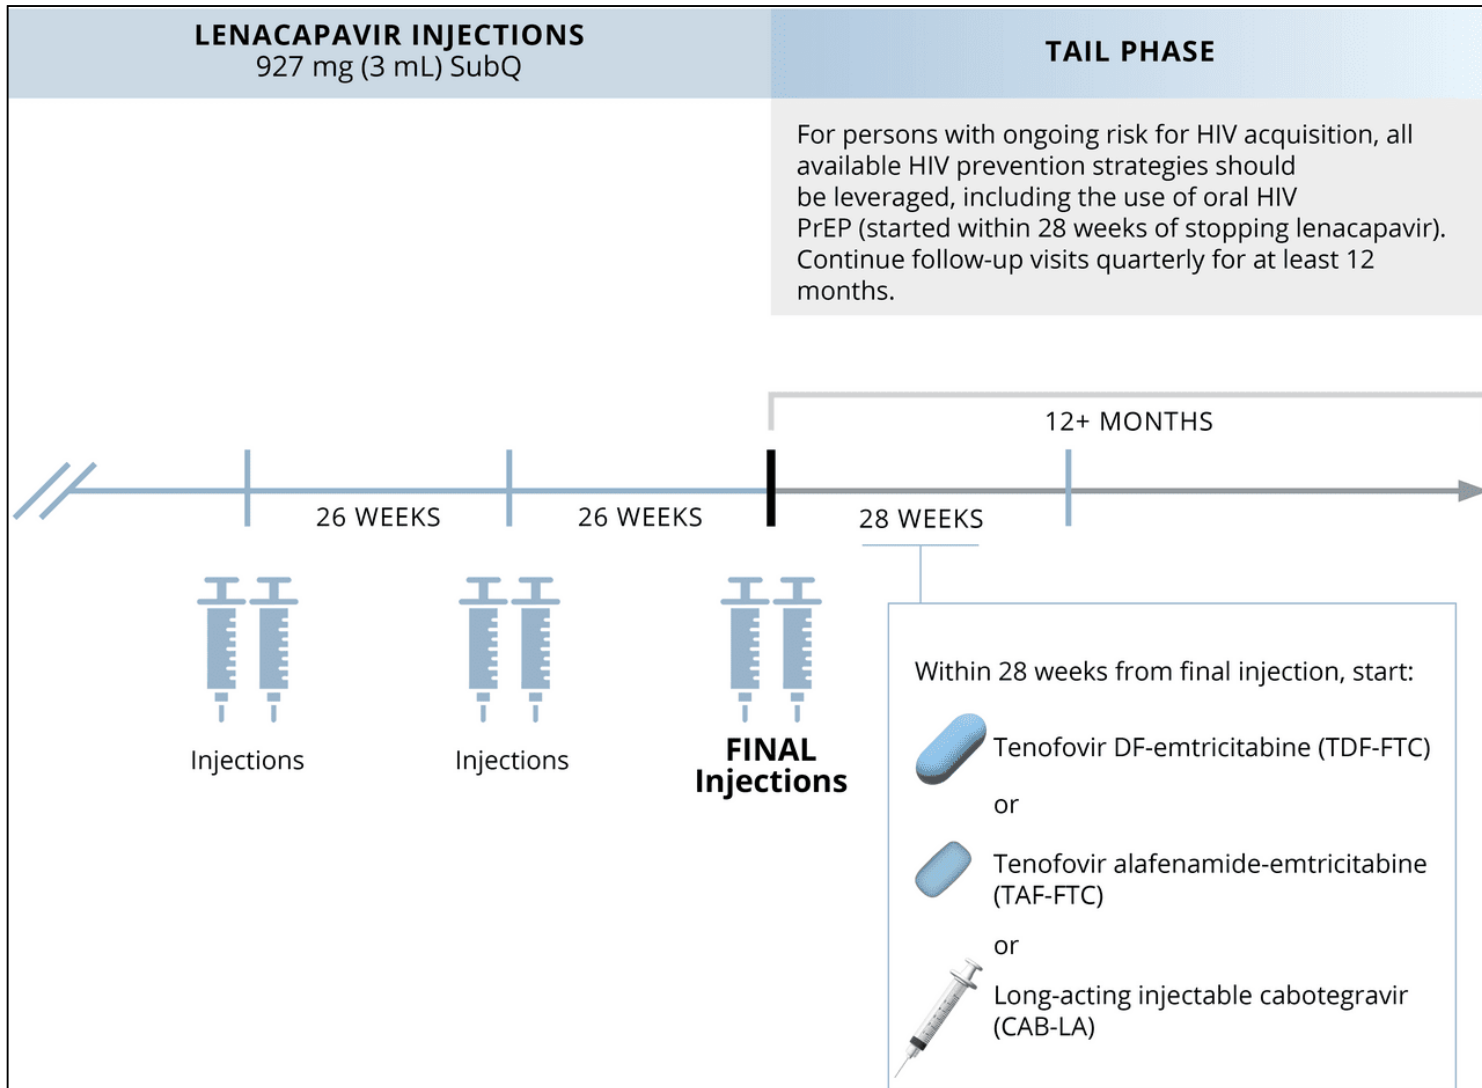 LENACAPAVIR INJECTIONS
927 mg (3 mL) SubQ
TAIL PHASE
For persons with ongoing risk for HIV acquisition, all
available HIV prevention strategies should
be leveraged, including the use of oral HIV
PrEP (started within 28 weeks of stopping lenacapavir).
Continue follow-up visits quarterly for at least 12
months.
12+ MONTHS
26 WEEKS
26 WEEKS
28 WEEKS
Injections
Injections
FINAL
Injections
Within 28 weeks from final injection, start:
Tenofovir DF-emtricitabine (TDF-FTC)
or
Tenofovir alafenamide-emtricitabine
(TAF-FTC)
or
Long-acting injectable cabotegravir
(CAB-LA)